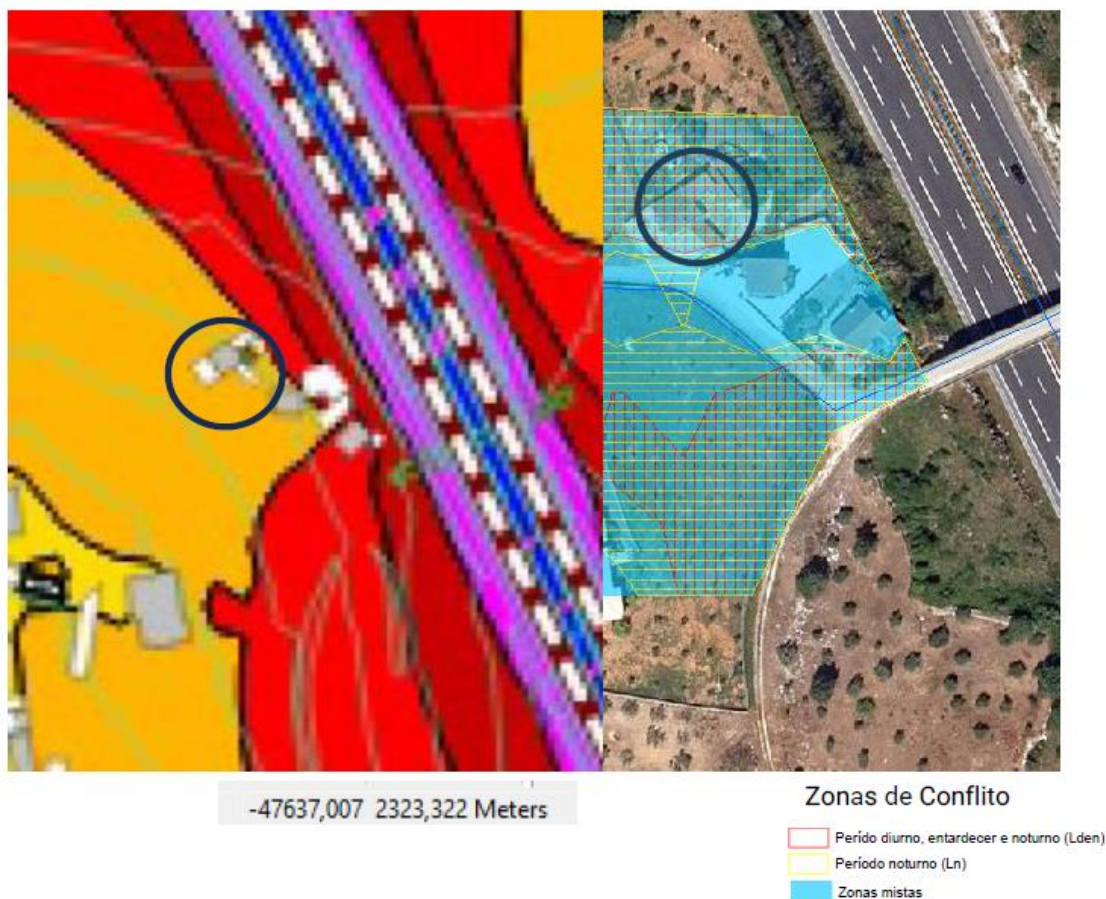 -47637,007 2323,322 Meters
Zonas de Conflito
Perído diurno, entardecer e noturno (Lden)
Período noturno (Ln)
Zonas mistas